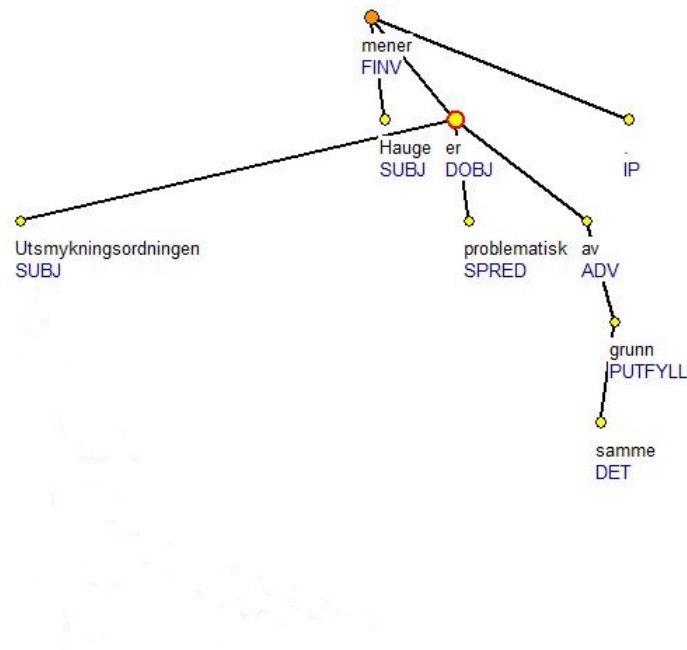 mener
FINV
Hauge er .
SUBJ DOBJ IP
Utsmykningsordningen problematisk av
SUBJ SPRED ADV
grunn
PUTFYLL
samme
DET